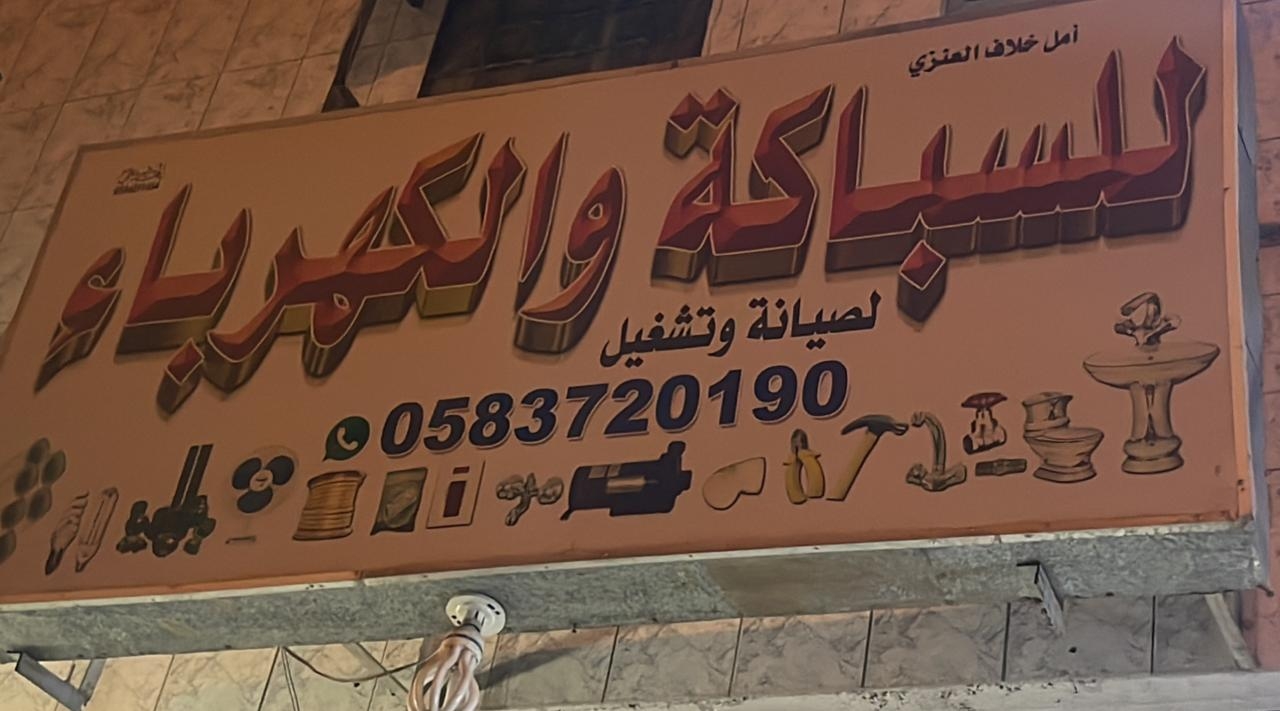 أمل خلاف العنزي
للسباكة والكهرباء
لصيانة وتشغيل
0583720190